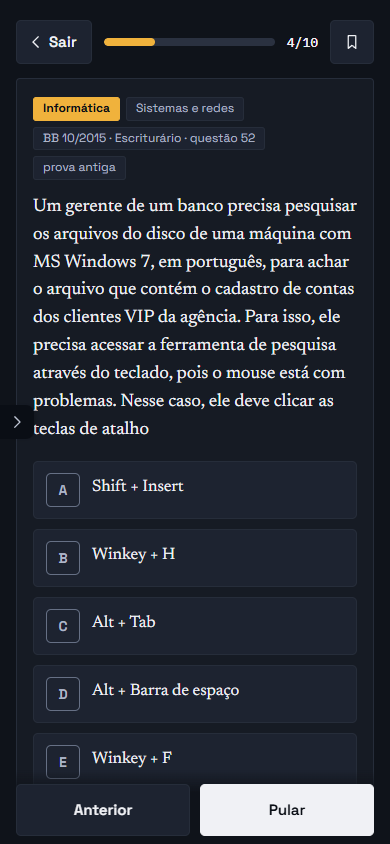 Sair
4/10
Informática
Sistemas e redes
BB 10/2015 · Escriturário · questão 52
prova antiga
Um gerente de um banco precisa pesquisar
os arquivos do disco de uma máquina com
MS Windows 7, em português, para achar
o arquivo que contém o cadastro de contas
dos clientes VIP da agência. Para isso, ele
precisa acessar a ferramenta de pesquisa
através do teclado, pois o mouse está com
problemas. Nesse caso, ele deve clicar as
teclas de atalho
A Shift + Insert
B Winkey + H
C Alt + Tab
D Alt + Barra de espaço
E Winkey + F
Anterior
Pular